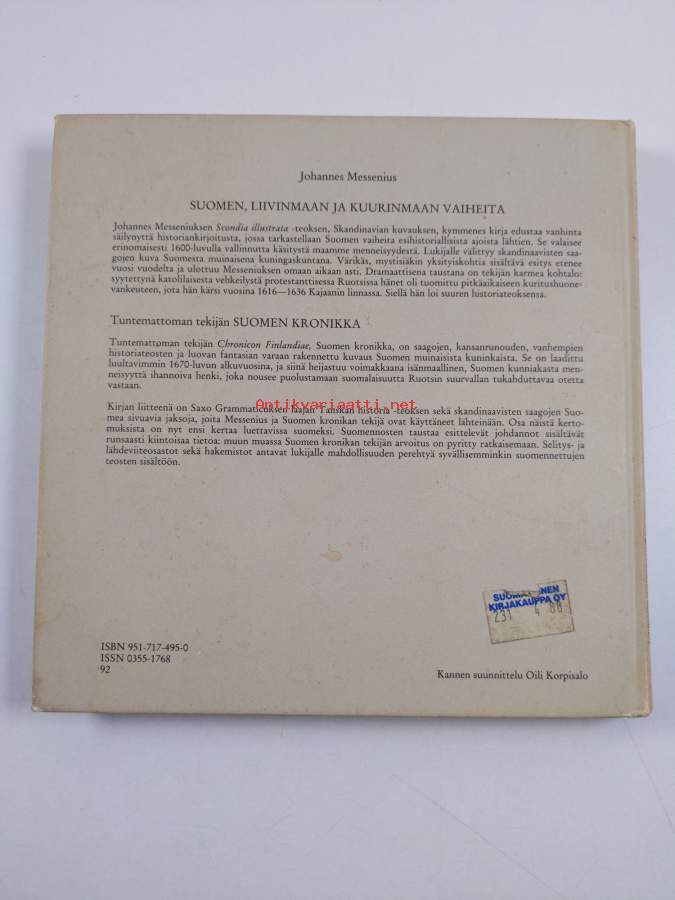 Johannes Messenius
SUOMEN, LIIVINMAAN JA KUURINMAAN VAIHEITA
Johannes Messeniuksen Scondia illustrata -teoksen, Skandinavian kuvauksen, kymmenes kirja edustaa vanhinta
säilynyttä historiankirjoitusta, jossa tarkastellaan Suomen vaiheita esihistoriallisista ajoista lähtien. Se valaisee
erinomaisesti 1600-luvulla vallinnutta käsitystä maamme menneisyydestä. Lukijalle välittyy skandinaavisten saa-
gojen kuva Suomesta muinaisena kuningaskuntana. Värikäs, mystisiäkin yksityiskohtia sisältävä esitys etenee
vuosi vuodelta ja ulottuu Messeniuksen omaan aikaan asti. Dramaattisena taustana on tekijän karmea kohtalo:
syytettynä katolilaisesta vehkeilystä protestanttisessa Ruotsissa hänet oli tuomittu pitkäaikaiseen kuritushuone-
vankeuteen, jota hän kärsi vuosina 1616—1636 Kajaanin linnassa. Siellä hän loi suuren historiateoksensa.
Tuntemattoman tekijän SUOMEN KRONIKKA
Tuntemattoman tekijän Chronicon Finlandiae, Suomen kronikka, on saagojen, kansanrunouden, vanhempien
historiateosten ja luovan fantasian varaan rakennettu kuvaus Suomen muinaisista kuninkaista. Se on laadittu
luultavimmin 1670-luvun alkuvuosina, ja siinä heijastuu voimakkaana isänmaallinen, Suomen kunniakasta men-
neisyyttä ihannoiva henki, joka nousee puolustamaan suomalaisuutta Ruotsin suurvallan tukahduttavaa otetta
vastaan.
Antikvariaatti.net
Kirjan liitteenä on Saxo Grammaticuksen laajan Tanskan historia -teoksen sekä skandinaavisten saagojen Suo-
mea sivuavia jaksoja, joita Messenius ja Suomen kronikan tekijä ovat käyttäneet lähteinään. Osa näistä kerto-
muksista on nyt ensi kertaa luettavissa suomeksi. Suomennosten taustaa esittelevät johdannot sisältävät
runsaasti kiintoisaa tietoa: muun muassa Suomen kronikan tekijän arvoitus on pyritty ratkaisemaan. Selitys- ja
lähdeviiteosastot sekä hakemistot antavat lukijalle mahdollisuuden perehtyä syvällisemminkin suomennettujen
teosten sisältöön.
KIRJAKAUPPA OY
231 4 88
ISBN 951-717-495-0
ISSN 0355-1768
92
Kannen suunnittelu Oili Korpisalo